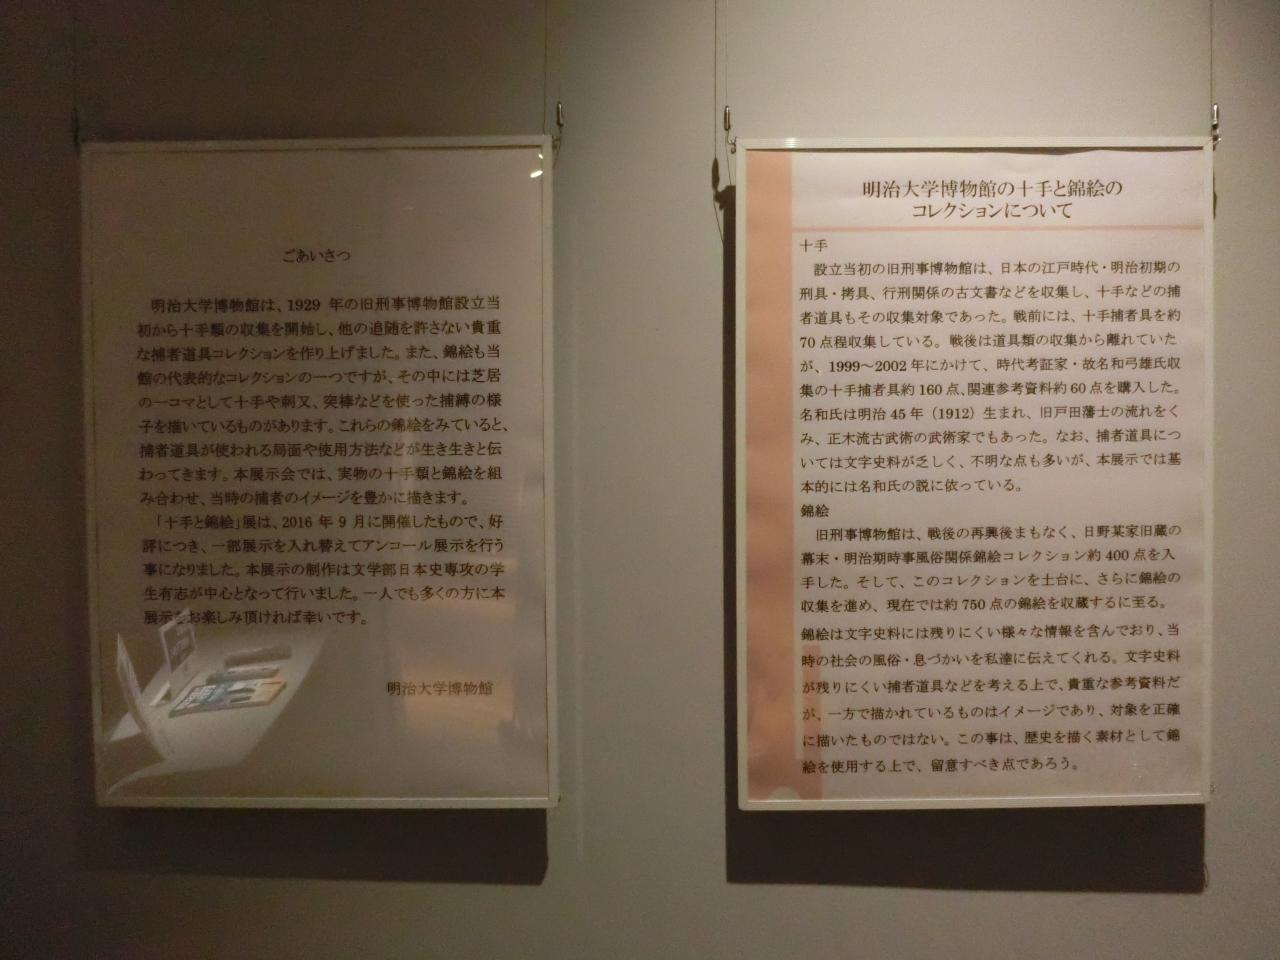 ごあいさつ
明治大学博物館は、1929 年の旧刑事博物館設立当
初から十手類の収集を開始し、他の追随を許さない貴重
な捕者道具コレクションを作り上げました。また、錦絵も当
館の代表的なコレクションの一つですが、その中には芝居
の一コマとして十手や刺又、突棒などを使った捕縛の様
子を描いているものがあります。これらの錦絵をみていると、
捕者道具が使われる局面や使用方法などが生き生きと伝
わってきます。本展示会では、実物の十手類と錦絵を組
み合わせ、当時の捕者のイメージを豊かに描きます。
「十手と錦絵」展は、2016 年 9 月に開催したもので、好
評につき、一部展示を入れ替えてアンコール展示を行う
事になりました。本展示の制作は文学部日本史専攻の学
生有志が中心となって行いました。一人でも多くの方に本
展示をお楽しみ頂ければ幸いです。
明治大学博物館
明治大学博物館の十手と錦絵の
コレクションについて
十手
設立当初の旧刑事博物館は、日本の江戸時代・明治初期の
刑具・拷具、行刑関係の古文書などを収集し、十手などの捕
者道具もその収集対象であった。戦前には、十手捕者具を約
70 点程収集している。戦後は道具類の収集から離れていた
が、1999～2002 年にかけて、時代考証家・故名和弓雄氏収
集の十手捕者具約 160 点、関連参考資料約 60 点を購入した。
名和氏は明治 45 年（1912）生まれ、旧戸田藩士の流れをく
み、正木流古武術の武術家でもあった。なお、捕者道具につ
いては文字史料が乏しく、不明な点も多いが、本展示では基
本的には名和氏の説に依っている。
錦絵
旧刑事博物館は、戦後の再興後まもなく、日野某家旧蔵の
幕末・明治期時事風俗関係錦絵コレクション約 400 点を入
手した。そして、このコレクションを土台に、さらに錦絵の
収集を進め、現在では約 750 点の錦絵を収蔵するに至る。
錦絵は文字史料には残りにくい様々な情報を含んでおり、当
時の社会の風俗・息づかいを私達に伝えてくれる。文字史料
が残りにくい捕者道具などを考える上で、貴重な参考資料だ
が、一方で描かれているものはイメージであり、対象を正確
に描いたものではない。この事は、歴史を描く素材として錦
絵を使用する上で、留意すべき点であろう。